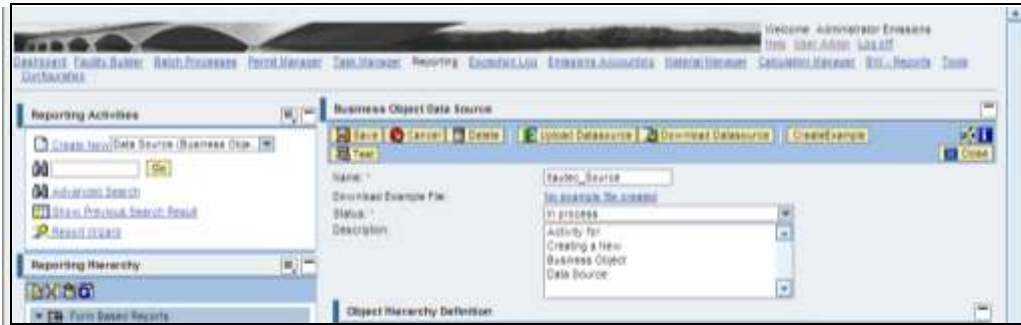 Welcome Administrator Emissions
Help User Admin Log off
Dashboard Facility Builder Batch Processes Permit Manager Task Manager Reporting Exception Log Emissions Accounting Material Manager Calculation Manager Reports Tools
Configuration
Reporting Activities
Create New Data Source (Business Obje
Go
Advanced Search
Show Previous Search Result
Report Wizard
Reporting Hierarchy
Form Based Reports
Business Object Data Source
Save Cancel Delete Upload Datasource Download Datasource CreateExample
Test Close
Name: * tautec_Source
Download Example File: No example file created
Status: * In process
Description: Activity for
Creating a New
Business Object
Data Source
Object Hierarchy Definition